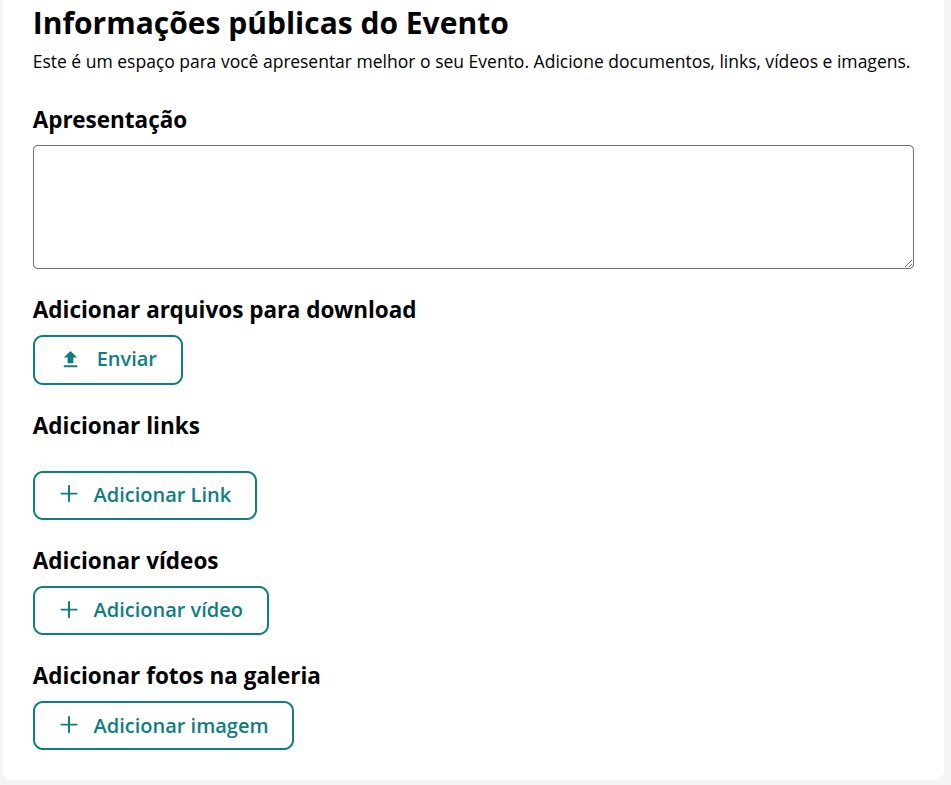 Informações públicas do Evento
Este é um espaço para você apresentar melhor o seu Evento. Adicione documentos, links, vídeos e imagens.
Apresentação
Adicionar arquivos para download
Enviar
Adicionar links
Adicionar Link
Adicionar vídeos
Adicionar vídeo
Adicionar fotos na galeria
Adicionar imagem